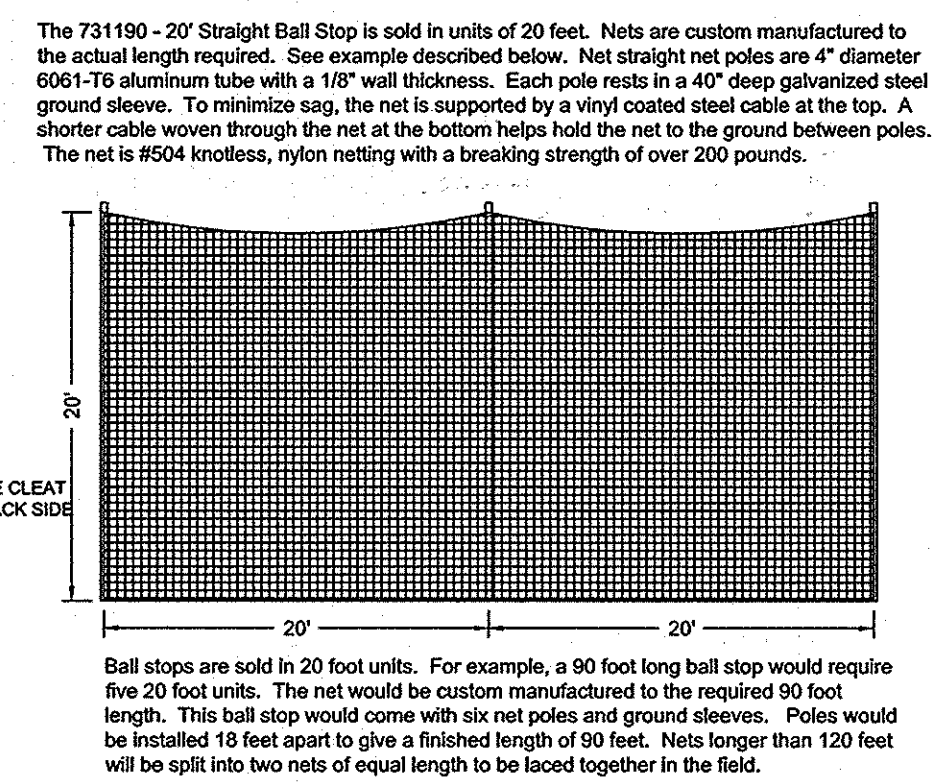 The 731190 - 20' Straight Ball Stop is sold in units of 20 feet. Nets are custom manufactured to
the actual length required. See example described below. Net straight net poles are 4" diameter
6061-T6 aluminum tube with a 1/8" wall thickness. Each pole rests in a 40" deep galvanized steel
ground sleeve. To minimize sag, the net is supported by a vinyl coated steel cable at the top. A
shorter cable woven through the net at the bottom helps hold the net to the ground between poles.
The net is #504 knotless, nylon netting with a breaking strength of over 200 pounds.
20'
E CLEAT
ACK SIDE
20'
20'
Ball stops are sold in 20 foot units. For example, a 90 foot long ball stop would require
five 20 foot units. The net would be custom manufactured to the required 90 foot
length. This ball stop would come with six net poles and ground sleeves. Poles would
be installed 18 feet apart to give a finished length of 90 feet. Nets longer than 120 feet
will be split into two nets of equal length to be laced together in the field.